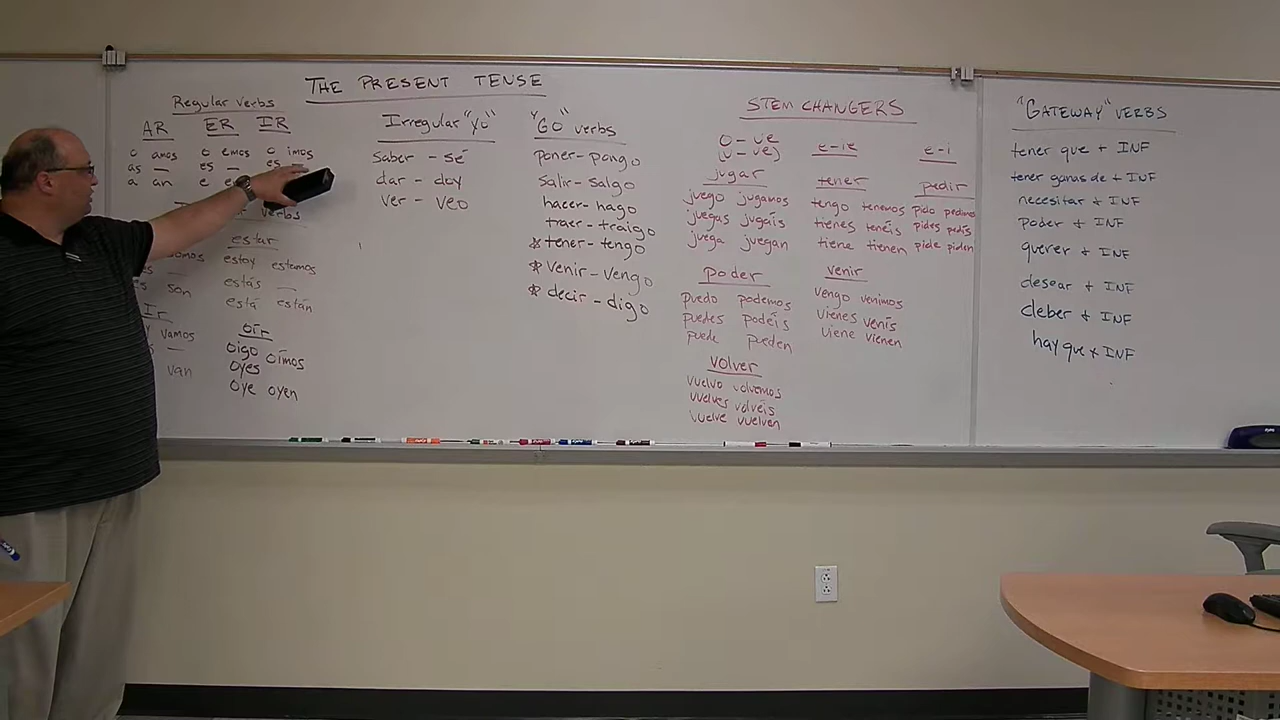 THE PRESENT TENSE
Regular verbs
AR ER IR
o amos o emos o imos
as — es — es —
a an e
verbs
estar
estoy estamos
estás —
está están
son
Ir
vamos
—
van
oír
oigo oímos
oyes
oye oyen
Irregular "Yo"
saber - sé
dar - doy
ver - veo
"GO" verbs
poner - pongo
salir - salgo
hacer - hago
traer - traigo
* tener - tengo
* venir - vengo
* decir - digo
STEM CHANGERS
o - ue
(u - ue)
jugar
juego jugamos
juegas jugáis
juega juegan
poder
puedo podemos
puedes podéis
puede pueden
volver
vuelvo volvemos
vuelves volvéis
vuelve vuelven
e - ie
tener
tengo tenemos
tienes tenéis
tiene tienen
venir
vengo venimos
vienes venís
viene vienen
e - i
pedir
pido pedimos
pides pedís
pide piden
"GATEWAY" VERBS
tener que + INF
tener ganas de + INF
necesitar + INF
poder + INF
querer + INF
desear + INF
deber + INF
hay que + INF